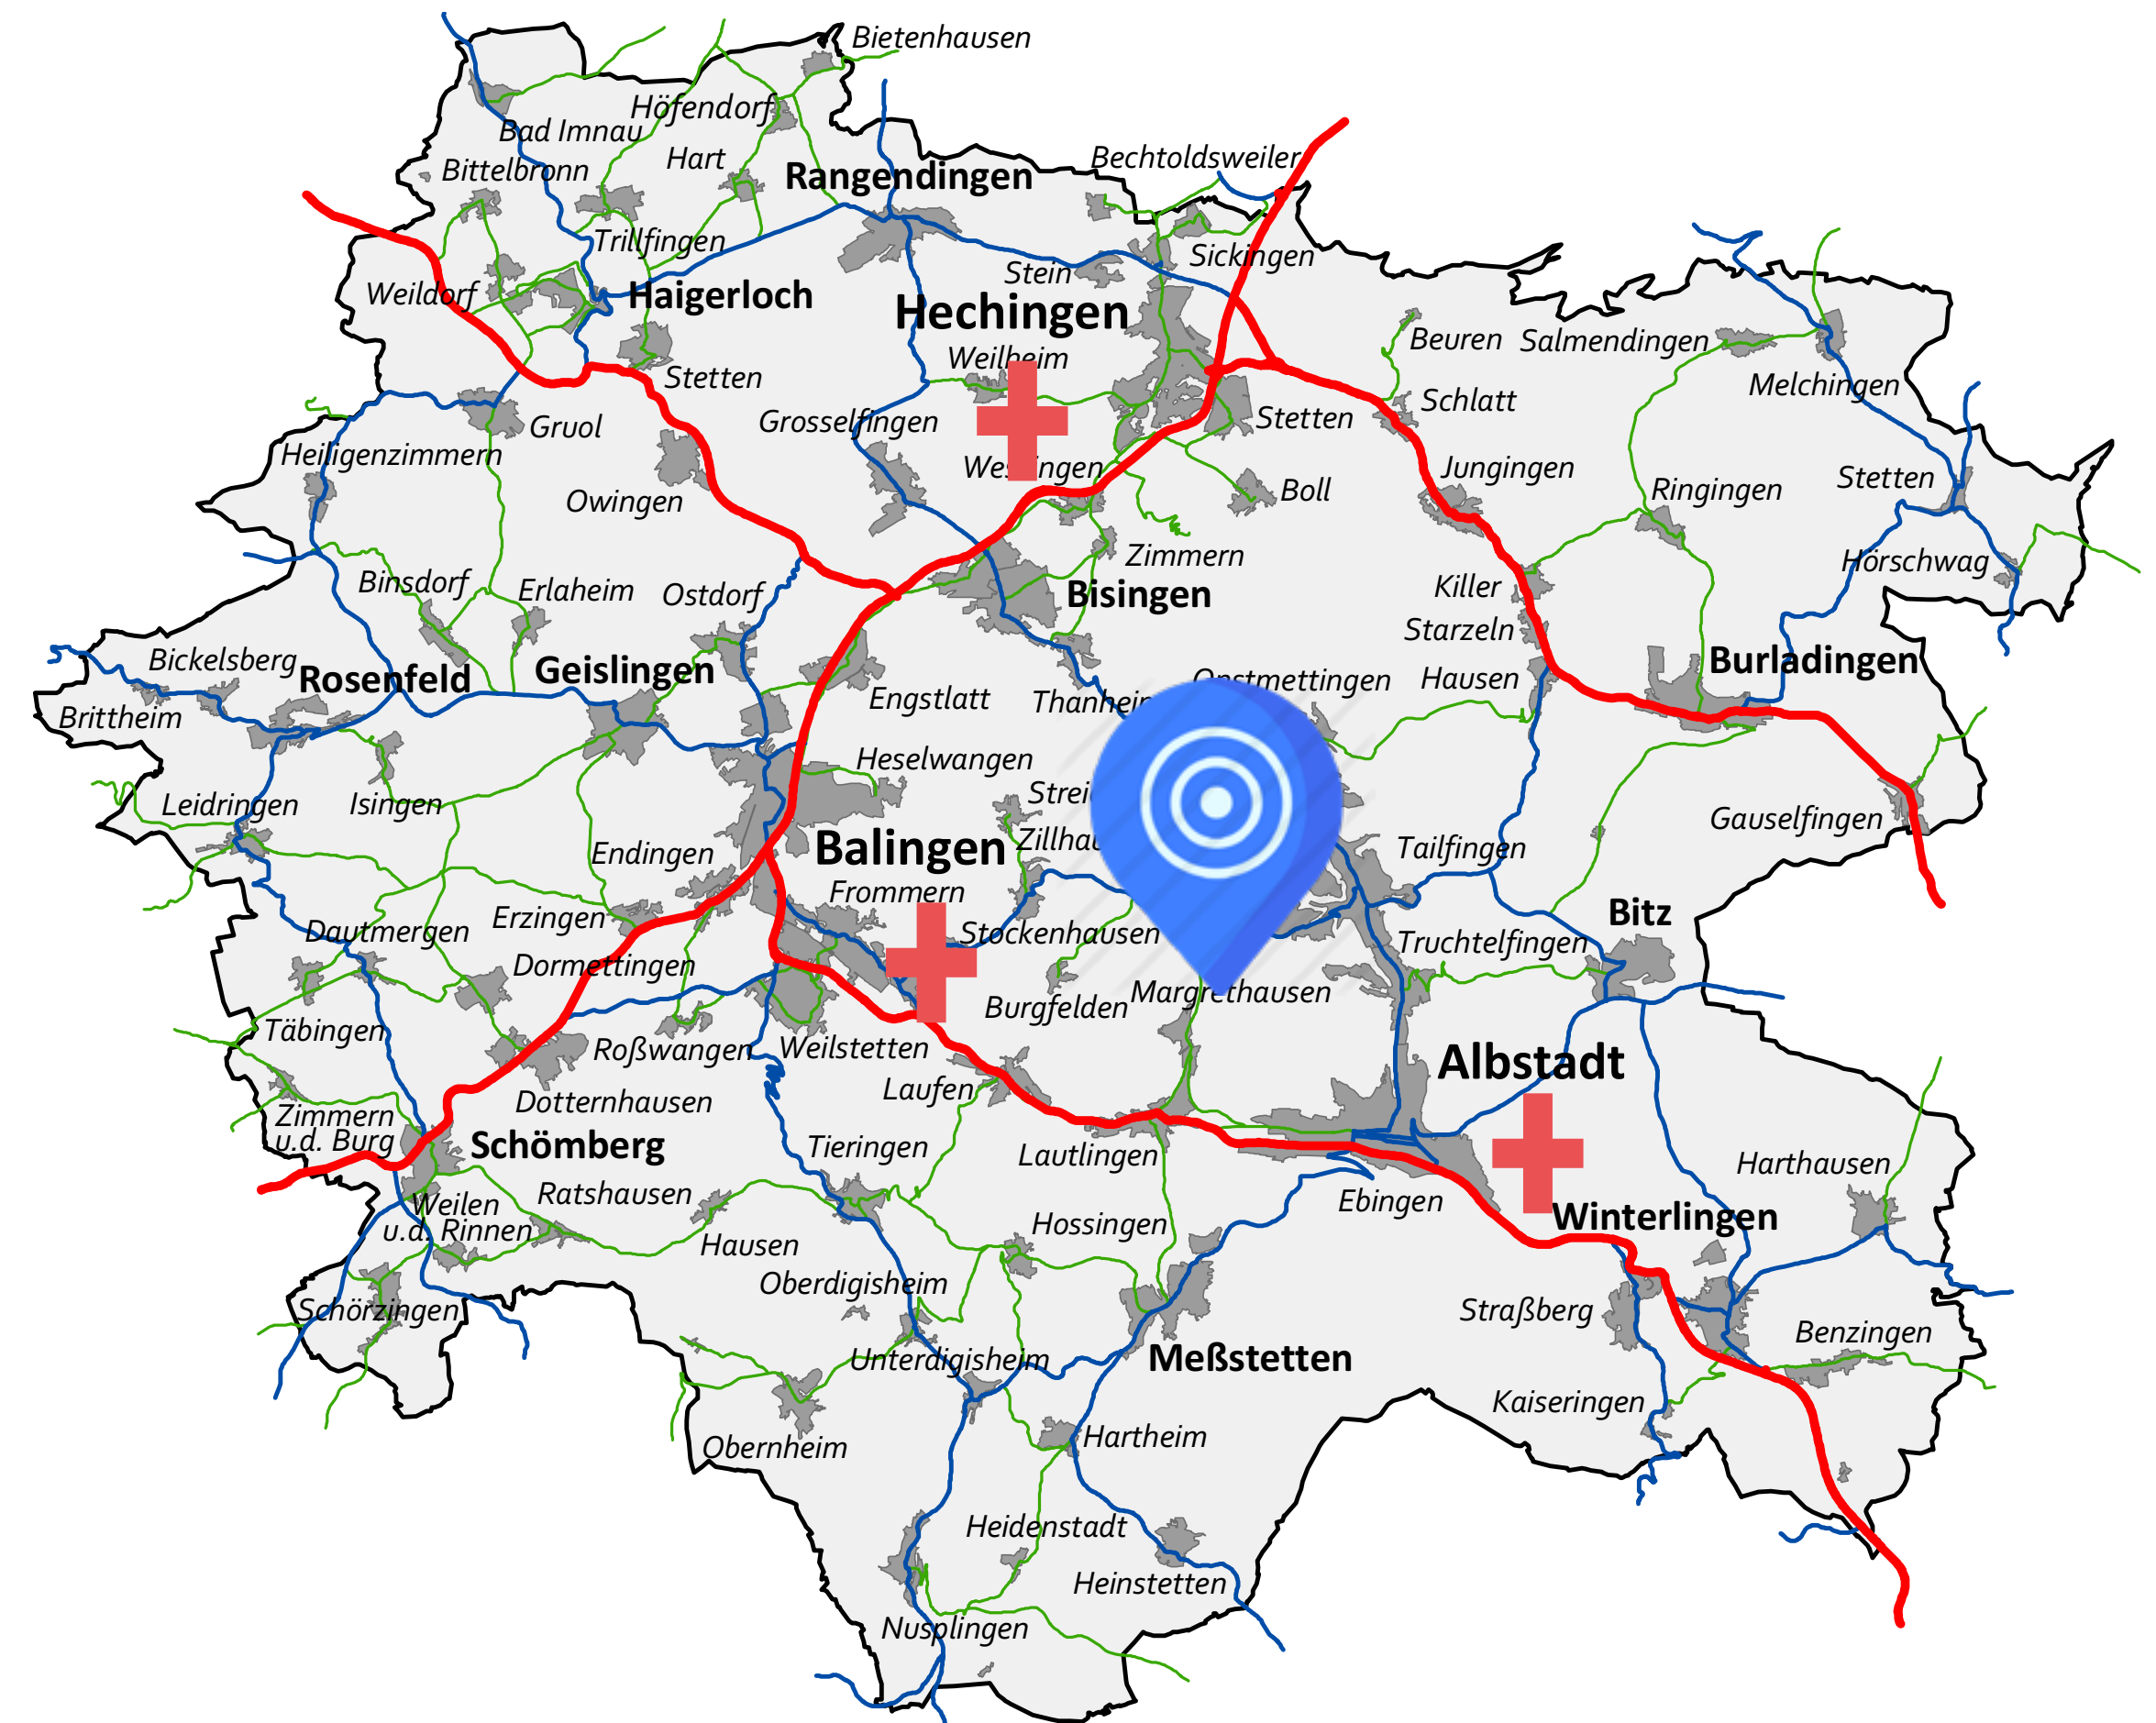 Bietenhausen
Höfendorf
Bad Imnau
Hart
Bittelbronn
Rangendingen
Bechtoldsweiler
Trillfingen
Sickingen
Stein
Weildorf
Haigerloch
Hechingen
Beuren
Salmendingen
Weilheim
Stetten
Melchingen
Schlatt
Grosselfingen
Stetten
Gruol
Heiligenzimmern
Jungingen
Stetten
Boll
Ringingen
Owingen
Zimmern
Hörschwag
Binsdorf
Erlaheim
Ostdorf
Bisingen
Killer
Starzeln
Bickelsberg
Rosenfeld
Geislingen
Burladingen
Hausen
Engstlatt
Brittheim
Heselwangen
Leidringen
Isingen
Gauselfingen
Endingen
Balingen
Tailfingen
Frommern
Bitz
Erzingen
Dautmergen
Stockenhausen
Truchtelfingen
Dormettingen
Margrethausen
Burgfelden
Täbingen
Roßwangen
Weilstetten
Albstadt
Laufen
Dotternhausen
Zimmern
u.d. Burg
Schömberg
Tieringen
Lautlingen
Harthausen
Ratshausen
Ebingen
Weilen
u.d. Rinnen
Hossingen
Winterlingen
Hausen
Oberdigisheim
Schörzingen
Straßberg
Benzingen
Unterdigisheim
Meßstetten
Kaiseringen
Obernheim
Hartheim
Heidenstadt
Heinstetten
Nusplingen